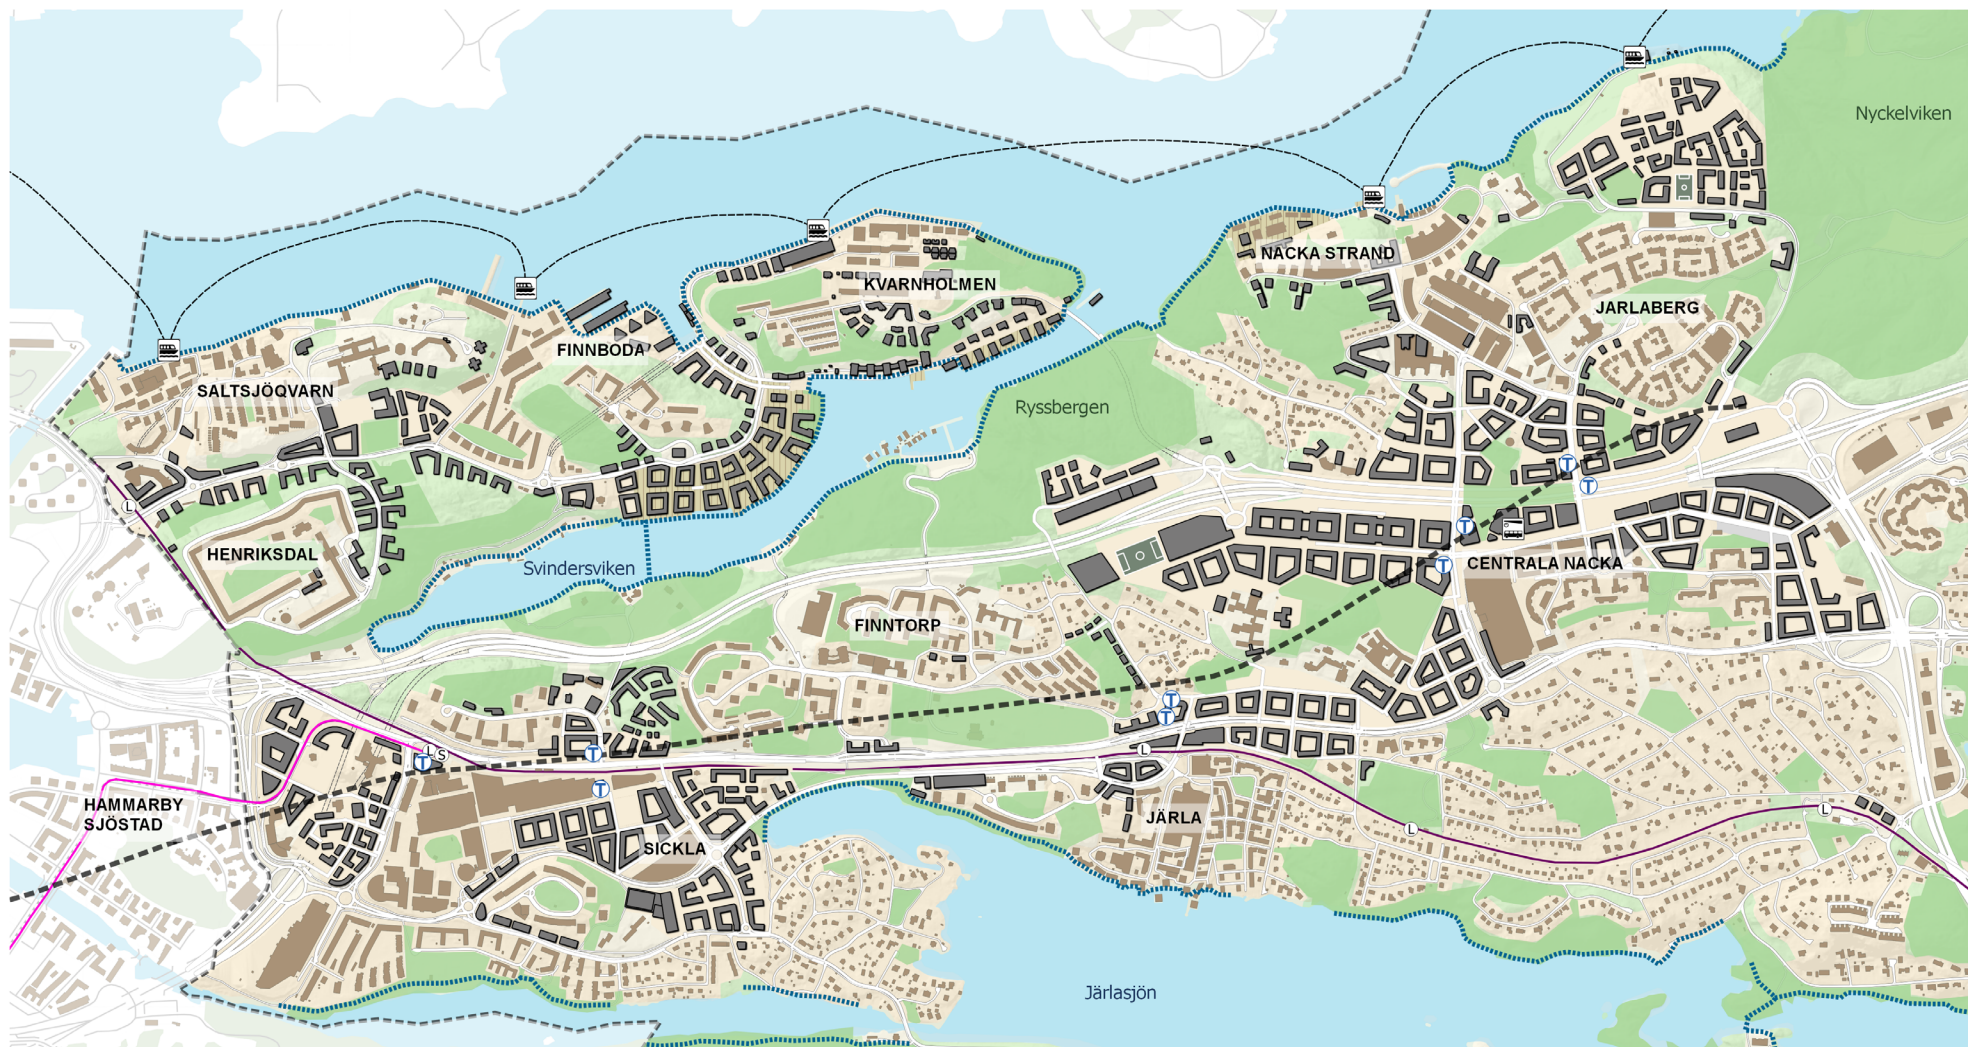 Nyckelviken
NACKA STRAND
KVARNHOLMEN
JARLABERG
FINNBODA
SALTSJÖQVARN
Ryssbergen
T
T
L
T
HENRIKSDAL
Svindersviken
T
CENTRALA NACKA
FINNTORP
T
T
L
S
T
T
L
T
HAMMARBY
SJÖSTAD
L
JÄRLA
L
SICKLA
Järlasjön